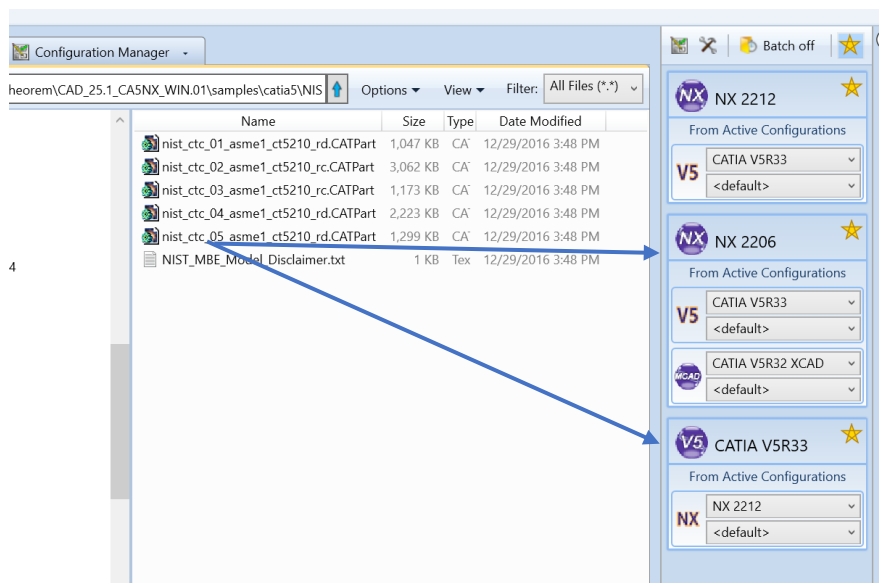 Configuration Manager
heorem\CAD_25.1_CA5NX_WIN.01\samples\catia5\NIS
Options
View
Filter:
All Files (*.*)
Batch off
Name Size Type Date Modified
nist_ctc_01_asme1_ct5210_rd.CATPart 1,047 KB CA 12/29/2016 3:48 PM
nist_ctc_02_asme1_ct5210_rc.CATPart 3,062 KB CA 12/29/2016 3:48 PM
nist_ctc_03_asme1_ct5210_rc.CATPart 1,173 KB CA 12/29/2016 3:48 PM
nist_ctc_04_asme1_ct5210_rd.CATPart 2,223 KB CA 12/29/2016 3:48 PM
nist_ctc_05_asme1_ct5210_rd.CATPart 1,299 KB CA 12/29/2016 3:48 PM
NIST_MBE_Model_Disclaimer.txt 1 KB Tex 12/29/2016 3:48 PM
4
NX NX 2212
From Active Configurations
V5
CATIA V5R33
<default>
NX NX 2206
From Active Configurations
V5
CATIA V5R33
<default>
MCAD
CATIA V5R32 XCAD
<default>
V5 CATIA V5R33
From Active Configurations
NX
NX 2212
<default>